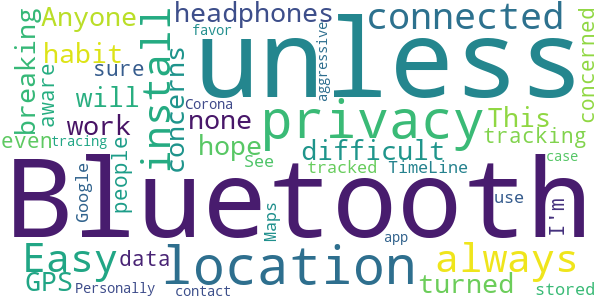 Anyone
headphones
connected
favor
unless
breaking
habit
install
aggressive
concerned
aware
sure
concerns
will
Corona
privacy
This
work
none
tracking
even
tracing
hope
difficult
people
See
tracked
TimeLine
case
Bluetooth
Google
Maps
use
I'm
app
Easy
data
location
always
GPS
Personally
contact
turned
stored